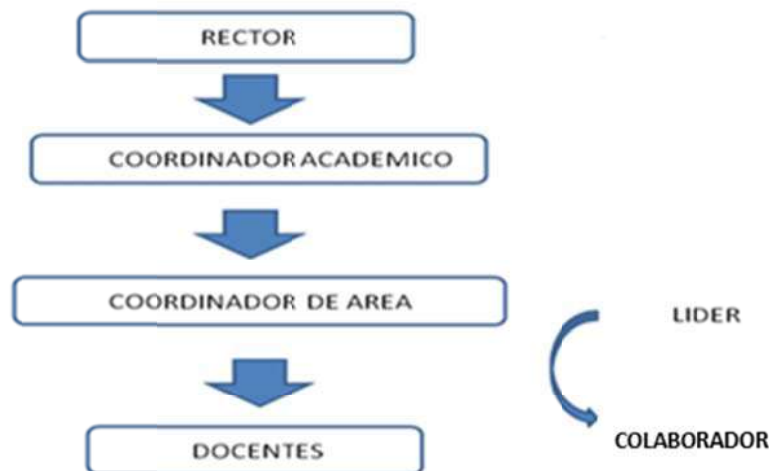 RECTOR
COORDINADOR ACADEMICO
COORDINADOR DE AREA
LIDER
COLABORADOR
DOCENTES